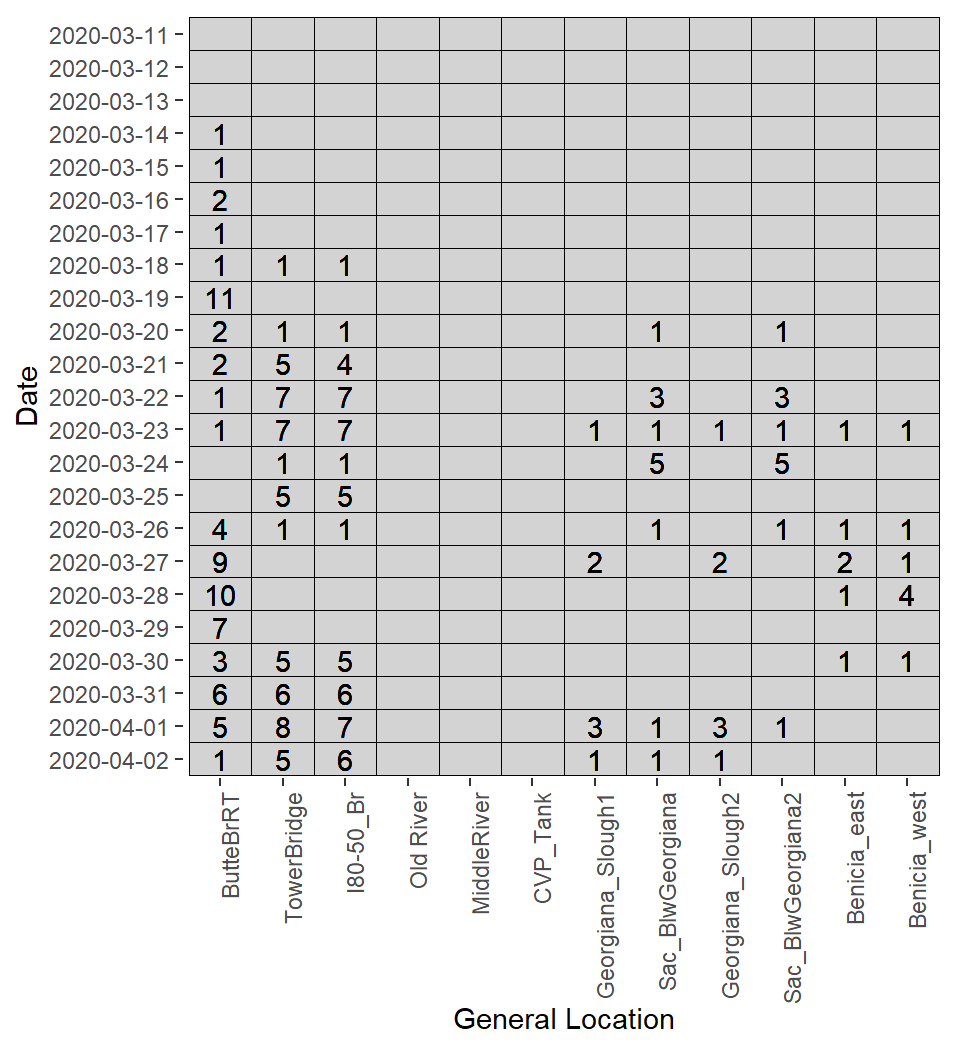 2020-03-11
2020-03-12
2020-03-13
2020-03-14 1
2020-03-15 1
2020-03-16 2
2020-03-17 1
2020-03-18 1 1 1
2020-03-19 11
2020-03-20 2 1 1 1 1
2020-03-21 2 5 4
2020-03-22 1 7 7 3 3
2020-03-23 1 7 7 1 1 1 1 1 1
2020-03-24 1 1 5 5
2020-03-25 5 5
2020-03-26 4 1 1 1 1 1 1
2020-03-27 9 2 2 2 1
2020-03-28 10 1 4
2020-03-29 7
2020-03-30 3 5 5 1 1
2020-03-31 6 6 6
2020-04-01 5 8 7 3 1 3 1
2020-04-02 1 5 6 1 1 1
Date
ButteBrRT
TowerBridge
I80-50_Br
Old River
MiddleRiver
CVP_Tank
Georgiana_Slough1
Sac_BlwGeorgiana
Georgiana_Slough2
Sac_BlwGeorgiana2
Benicia_east
Benicia_west
General Location